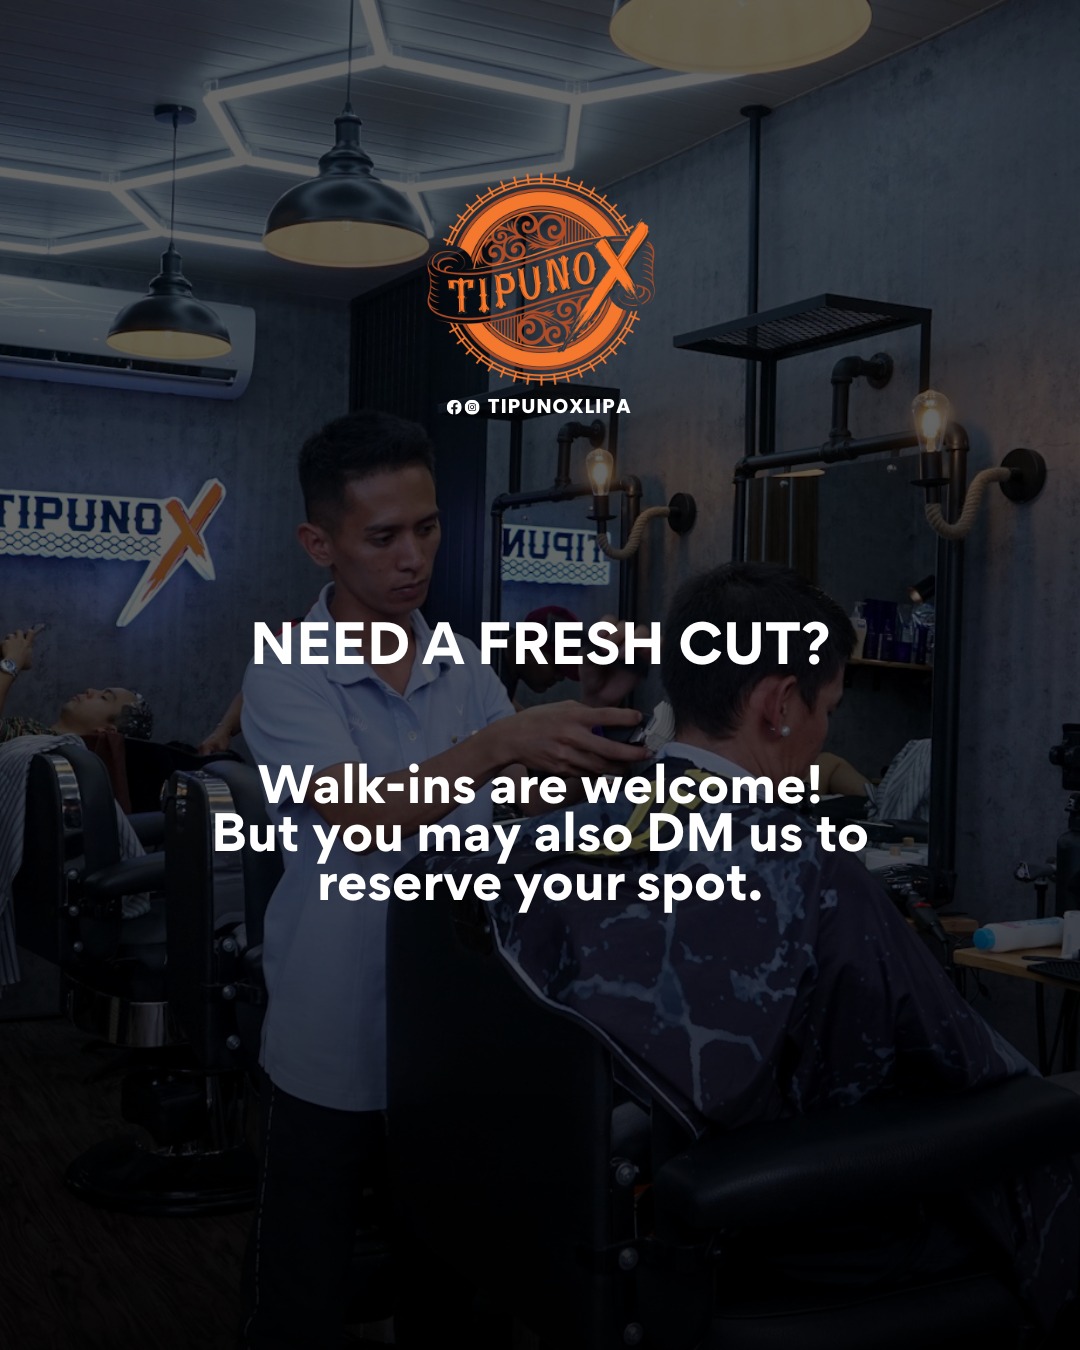 TIPUNOX
TIPUNOXLIPA
TIPUNOX
TIPUN
NEED A FRESH CUT?
Walk-ins are welcome!
But you may also DM us to
reserve your spot.